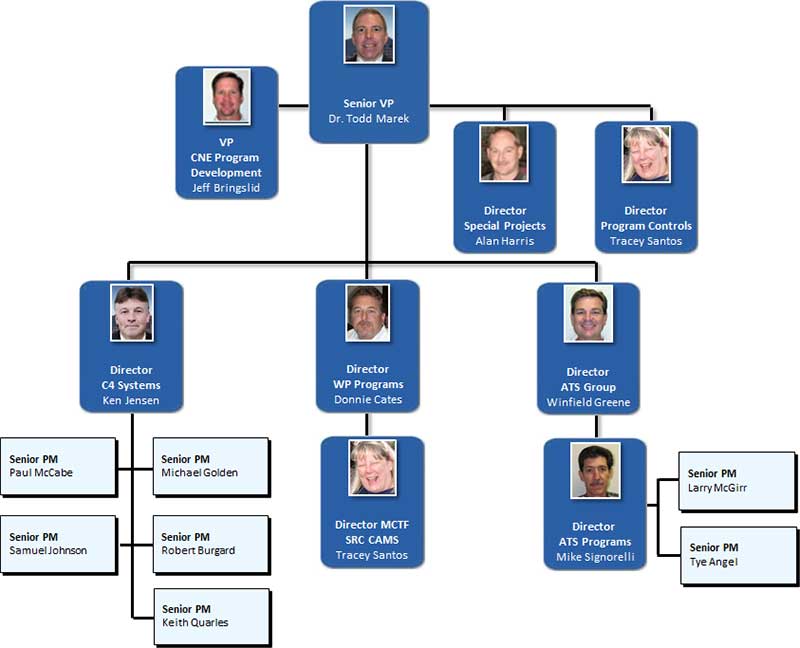 Senior VP
Dr. Todd Marek
VP
CNE Program
Development
Jeff Bringslid
Director
Special Projects
Alan Harris
Director
Program Controls
Tracey Santos
Director
C4 Systems
Ken Jensen
Director
WP Programs
Donnie Cates
Director
ATS Group
Winfield Greene
Senior PM
Paul McCabe
Senior PM
Michael Golden
Senior PM
Samuel Johnson
Senior PM
Robert Burgard
Senior PM
Keith Quarles
Director MCTF
SRC CAMS
Tracey Santos
Director
ATS Programs
Mike Signorelli
Senior PM
Larry McGirr
Senior PM
Tye Angel